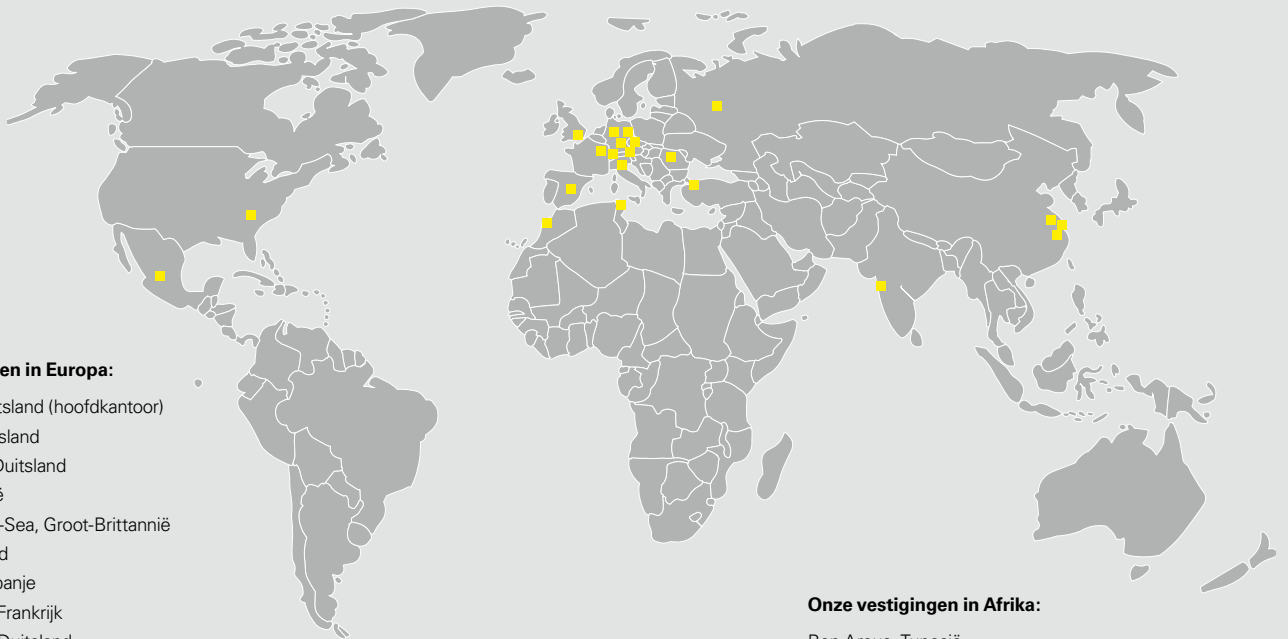 en in Europa:
tsland (hoofdkantoor)
sland
Duitsland
ë
-Sea, Groot-Brittannië
d
panje
Frankrijk
Onze vestigingen in Afrika: